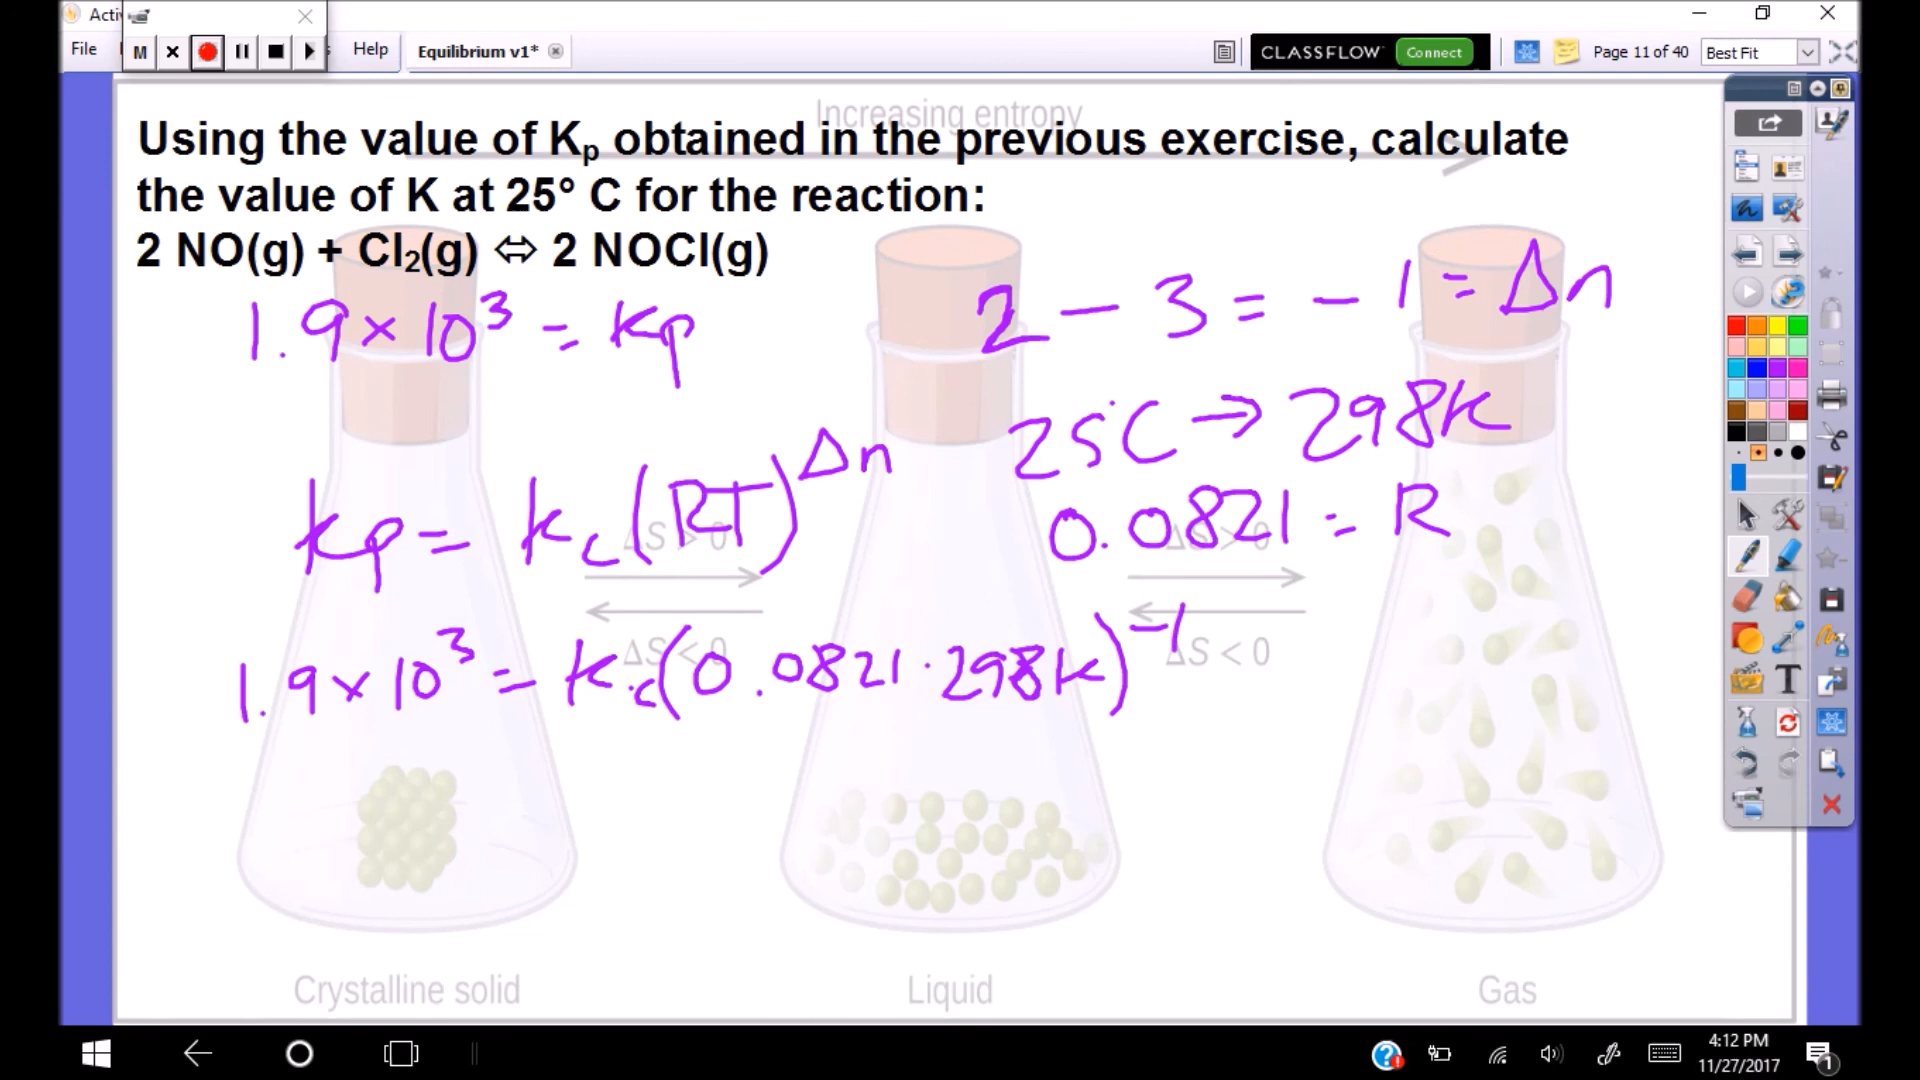 Activ
File
Help
Equilibrium v1*
CLASSFLOW
Connect
Page 11 of 40
Best Fit
M
Increasing entropy
Using the value of Kp obtained in the previous exercise, calculate
the value of K at 25° C for the reaction:
2 NO(g) + Cl₂(g) ⬄ 2 NOCl(g)
1.9 × 10³ = Kp
2 - 3 = -1 = Δn
25C → 298K
Kp = Kc(RT)^Δn
0.0821 = R
ΔS > 0
ΔS > 0
ΔS < 0
ΔS < 0
1.9 × 10³ = Kc(0.0821 · 298K)⁻¹
Crystalline solid
Liquid
Gas
4:12 PM
11/27/2017
1